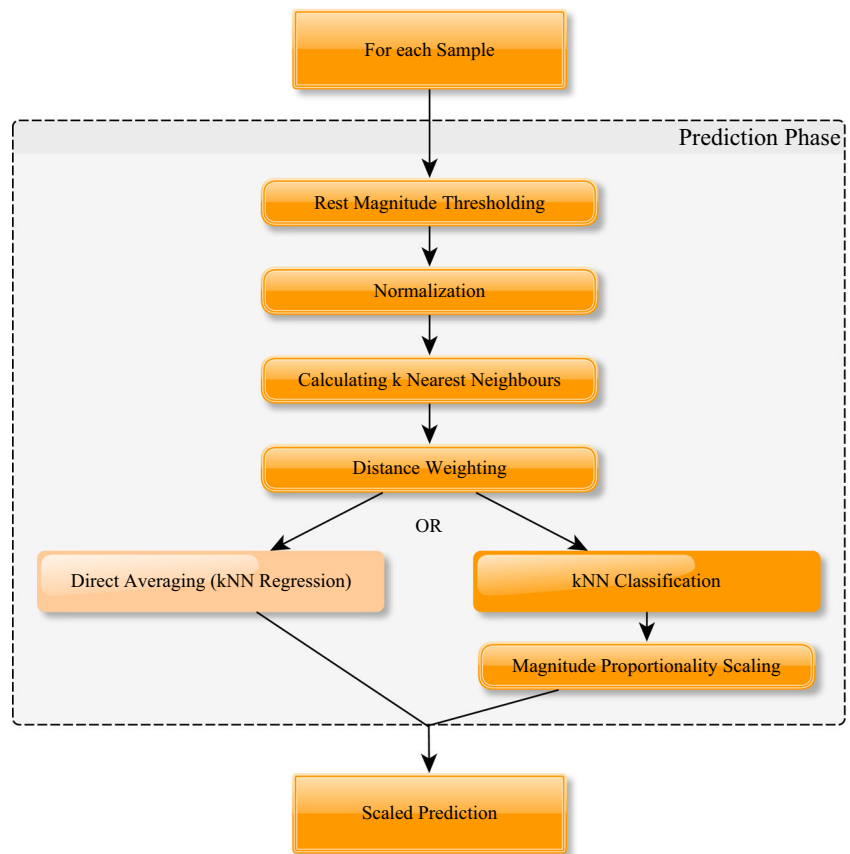 For each Sample
Prediction Phase
Rest Magnitude Thresholding
Normalization
Calculating k Nearest Neighbours
Distance Weighting
OR
Direct Averaging (kNN Regression)
kNN Classification
Magnitude Proportionality Scaling
Scaled Prediction